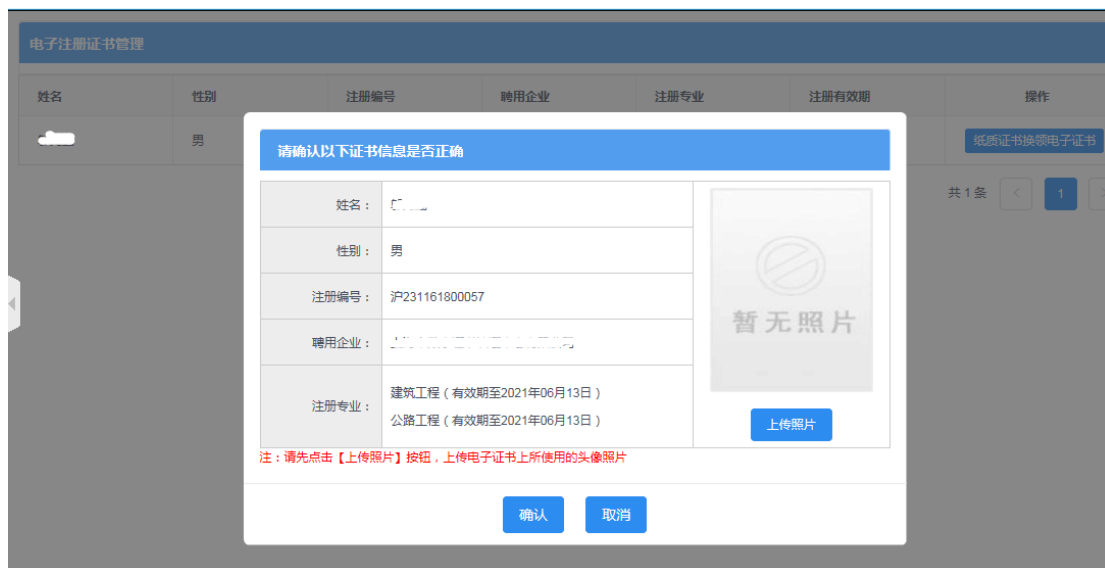 电子注册证书管理
姓名 性别 注册编号 聘用企业 注册专业 注册有效期 操作
男 纸质证书换领电子证书
共 1 条 < 1 >
请确认以下证书信息是否正确
姓名：
性别： 男
注册编号： 沪231161800057
聘用企业：
注册专业： 建筑工程（有效期至2021年06月13日）
公路工程（有效期至2021年06月13日）
暂无照片
上传照片
注：请先点击【上传照片】按钮，上传电子证书上所使用的头像照片
确认 取消